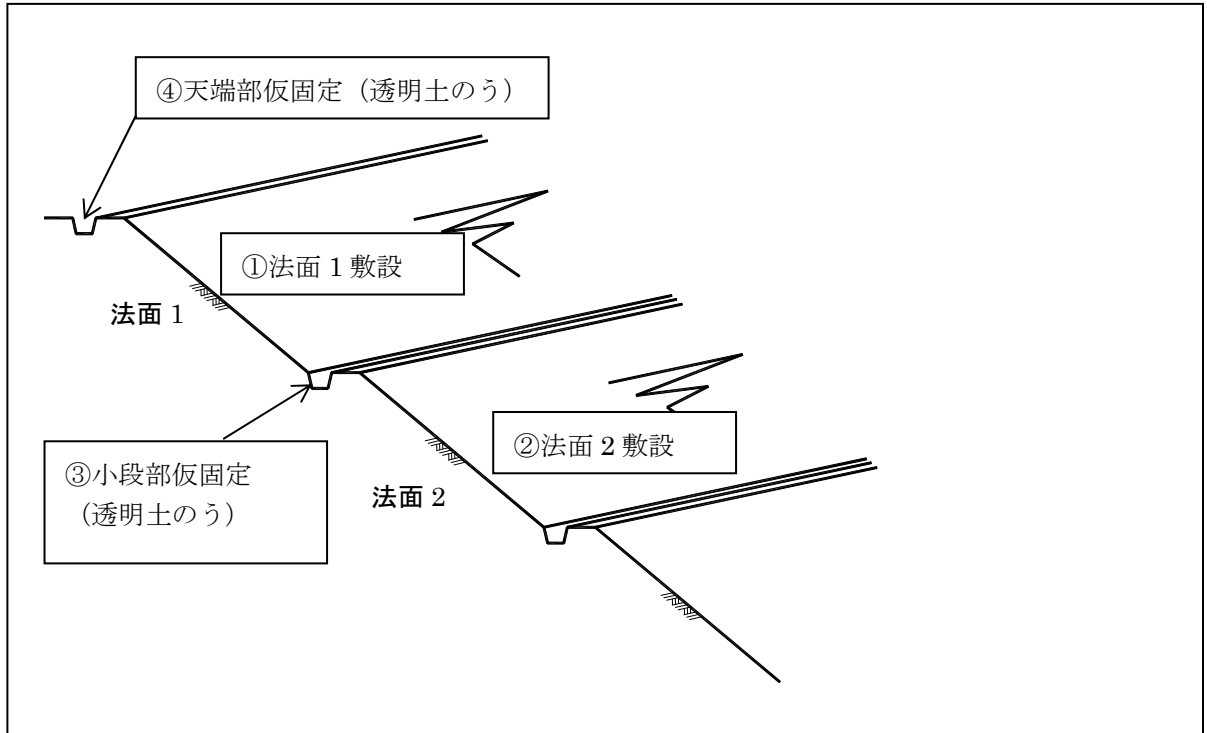 ④天端部仮固定（透明土のう）
①法面 1 敷設
法面 1
②法面 2 敷設
③小段部仮固定
（透明土のう）
法面 2